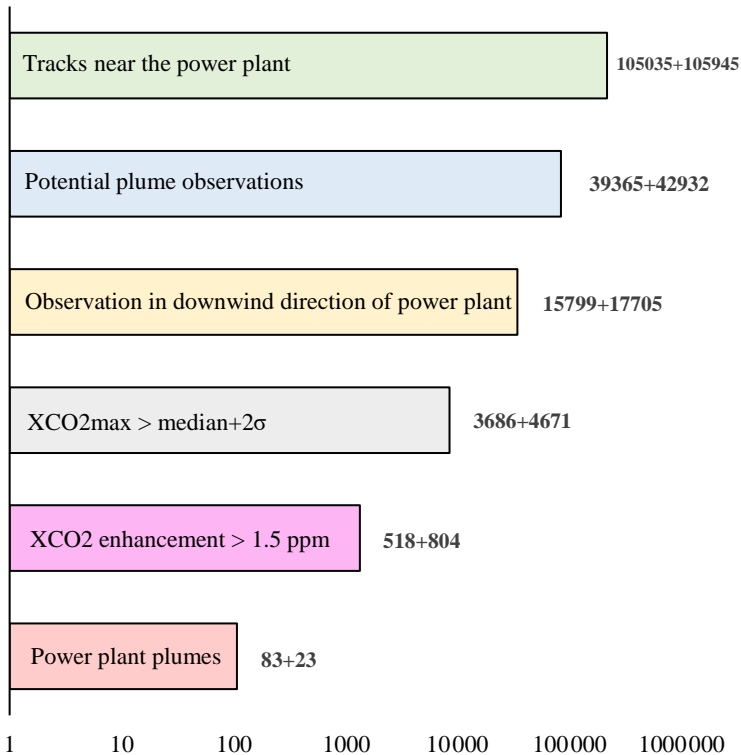 Tracks near the power plant 105035+105945
Potential plume observations 39365+42932
Observation in downwind direction of power plant 15799+17705
XCO2max > median+2σ 3686+4671
XCO2 enhancement > 1.5 ppm 518+804
Power plant plumes 83+23
1 10 100 1000 10000 100000 1000000